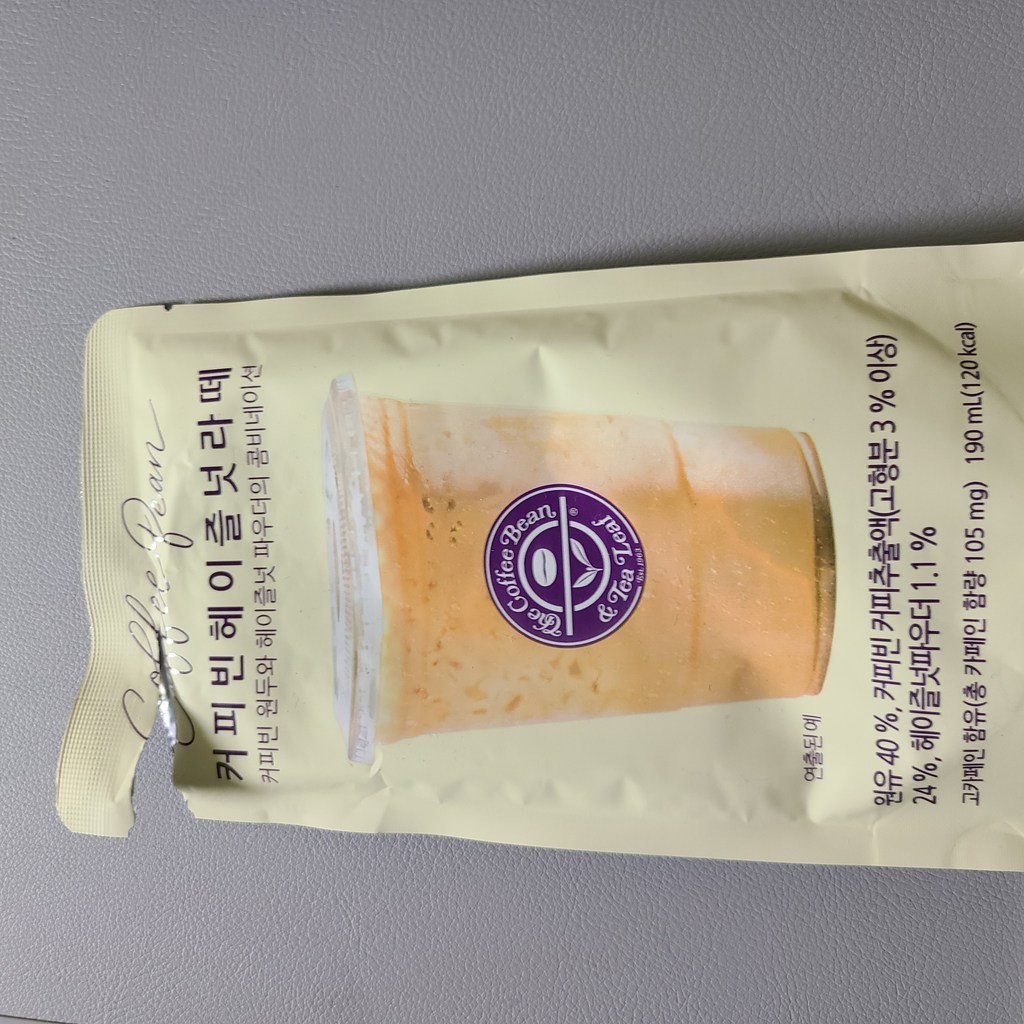 Coffee Bean
커피빈헤이즐넛라떼
커피빈 원두와 헤이즐넛 파우더의 콤비네이션
The Coffee Bean
®
& Tea Leaf
Est. 1963
연출된 예
원유 40 %, 커피빈 커피추출액(고형분 3 % 이상)
24 %, 헤이즐넛파우더 1.1 %
고카페인 함유(총 카페인 함량 105 mg) 190 mL(120 kcal)